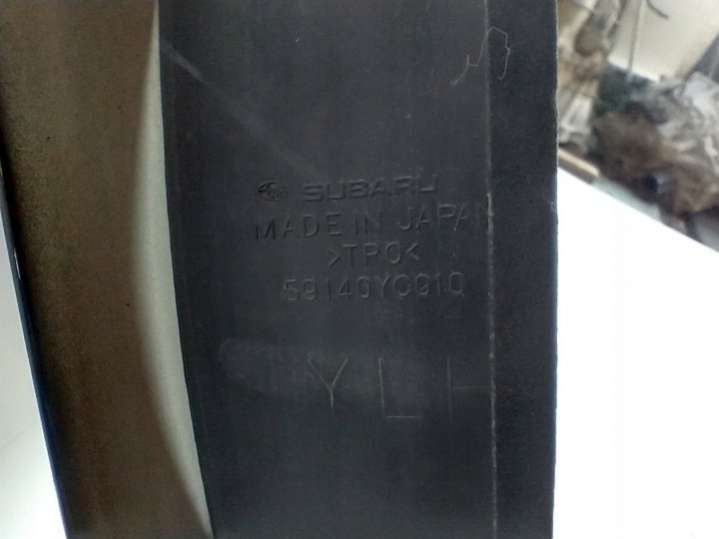 SUBARU
MADE IN JAPAN
>TPO<
59140YC010
YLH